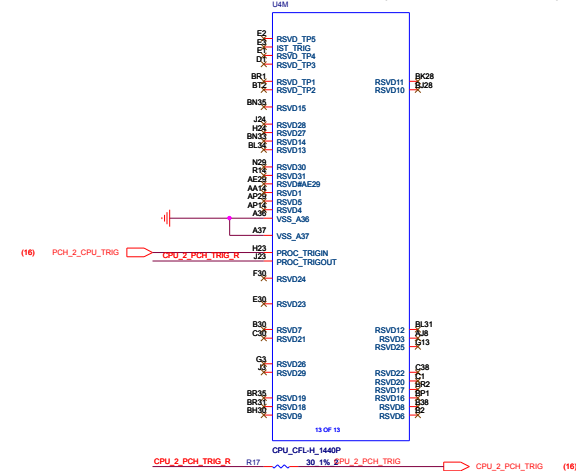 U4M
E2 RSVD_TP5
E3 IST_TRIG
E1 RSVD_TP4
D1 RSVD_TP3
BR1 RSVD_TP1 RSVD11 BK28
BT2 RSVD_TP2 RSVD10 BJ28
BN35 RSVD15
J24 RSVD28
H24 RSVD27
BN33 RSVD14
BL34 RSVD13
N29 RSVD30
R14 RSVD31
AE29 RSVD#AE29
AA14 RSVD1
AP29 RSVD5
AP14 RSVD4
A36 VSS_A36
A37 VSS_A37
(16) PCH_2_CPU_TRIG H23 PROC_TRIGIN
CPU_2_PCH_TRIG_R J23 PROC_TRIGOUT
F30 RSVD24
E30 RSVD23
B30 RSVD7 RSVD12 BL31
C30 RSVD21 RSVD3 AJ8
RSVD25 G13
G3 RSVD26
J3 RSVD29 RSVD22 C38
RSVD20 C1
RSVD17 BR2
BR35 RSVD19 RSVD16 BP1
BR31 RSVD18 RSVD8 B38
BH30 RSVD9 RSVD6 B2
13 OF 13
CPU_CFL-H_1440P
CPU_2_PCH_TRIG_R R17 30_1%_2 CPU_2_PCH_TRIG CPU_2_PCH_TRIG (16)